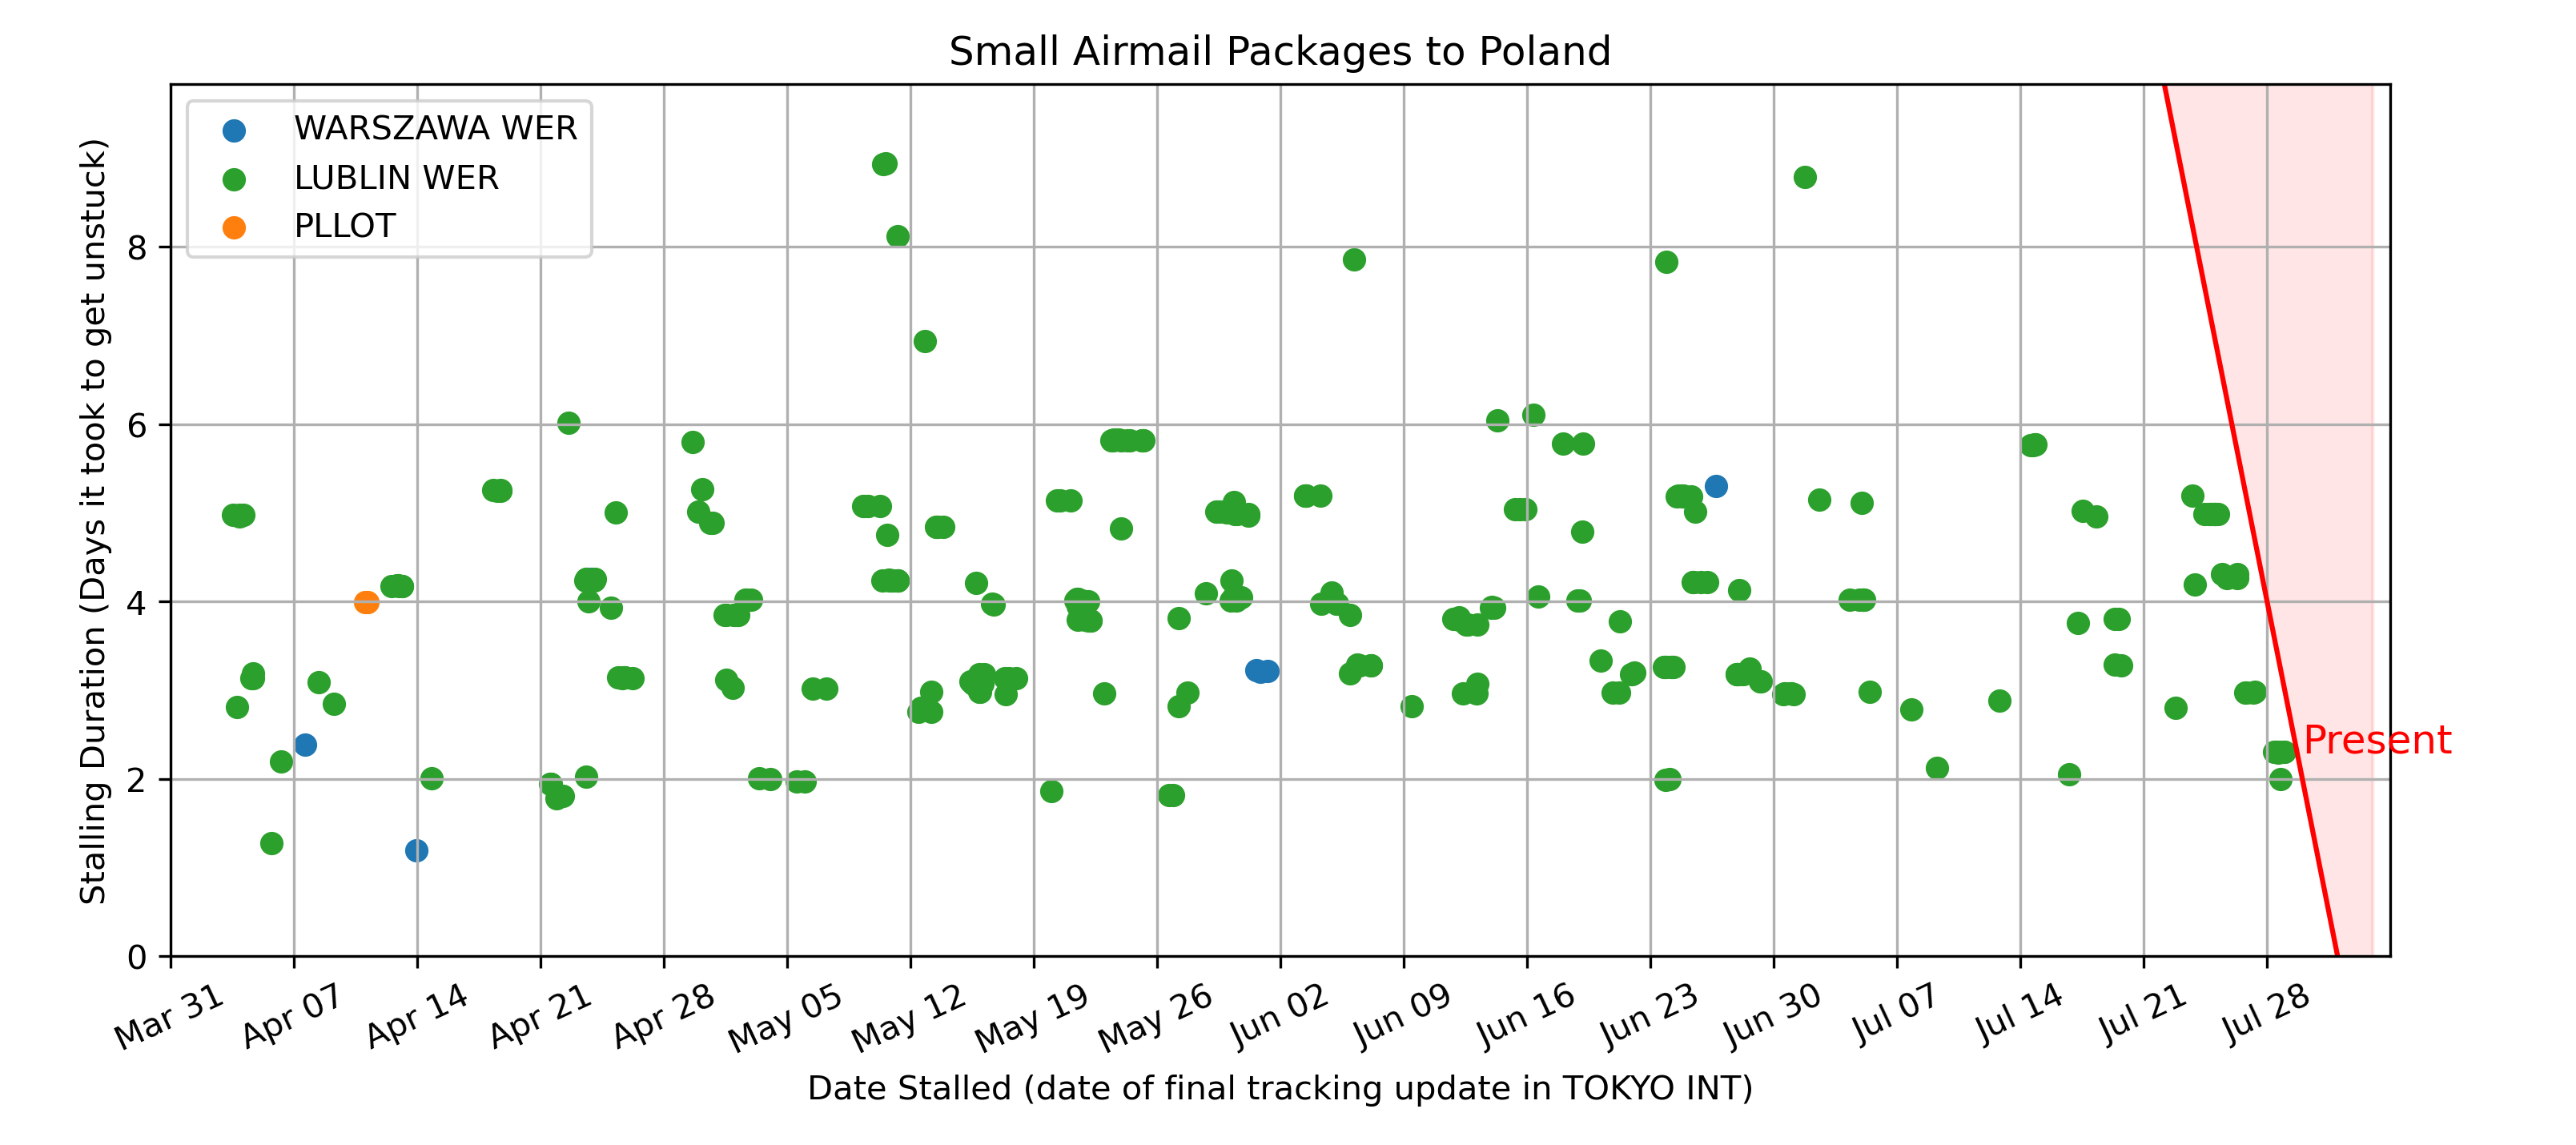 Small Airmail Packages to Poland
WARSZAWA WER
LUBLIN WER
PLLOT
Stalling Duration (Days it took to get unstuck)
8
6
4
2
0
Present
Mar 31 Apr 07 Apr 14 Apr 21 Apr 28 May 05 May 12 May 19 May 26 Jun 02 Jun 09 Jun 16 Jun 23 Jun 30 Jul 07 Jul 14 Jul 21 Jul 28
Date Stalled (date of final tracking update in TOKYO INT)